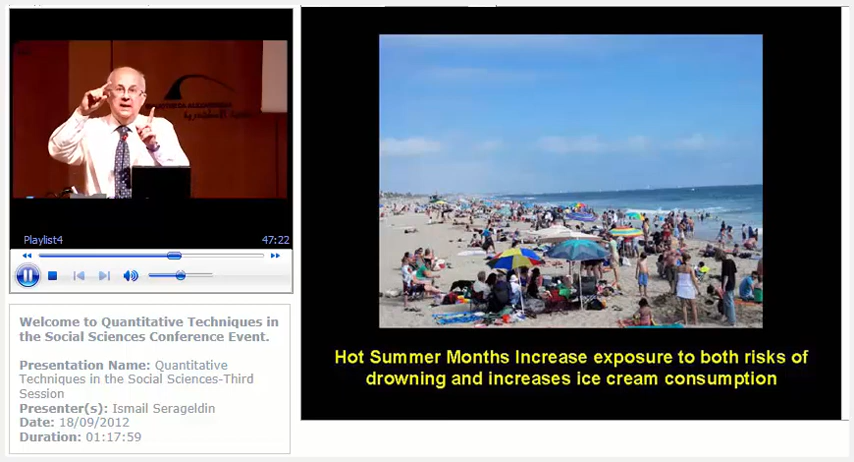 Playlist4
47:22
Welcome to Quantitative Techniques in
the Social Sciences Conference Event.
Presentation Name: Quantitative
Techniques in the Social Sciences-Third
Session
Presenter(s): Ismail Serageldin
Date: 18/09/2012
Duration: 01:17:59
Hot Summer Months Increase exposure to both risks of
drowning and increases ice cream consumption